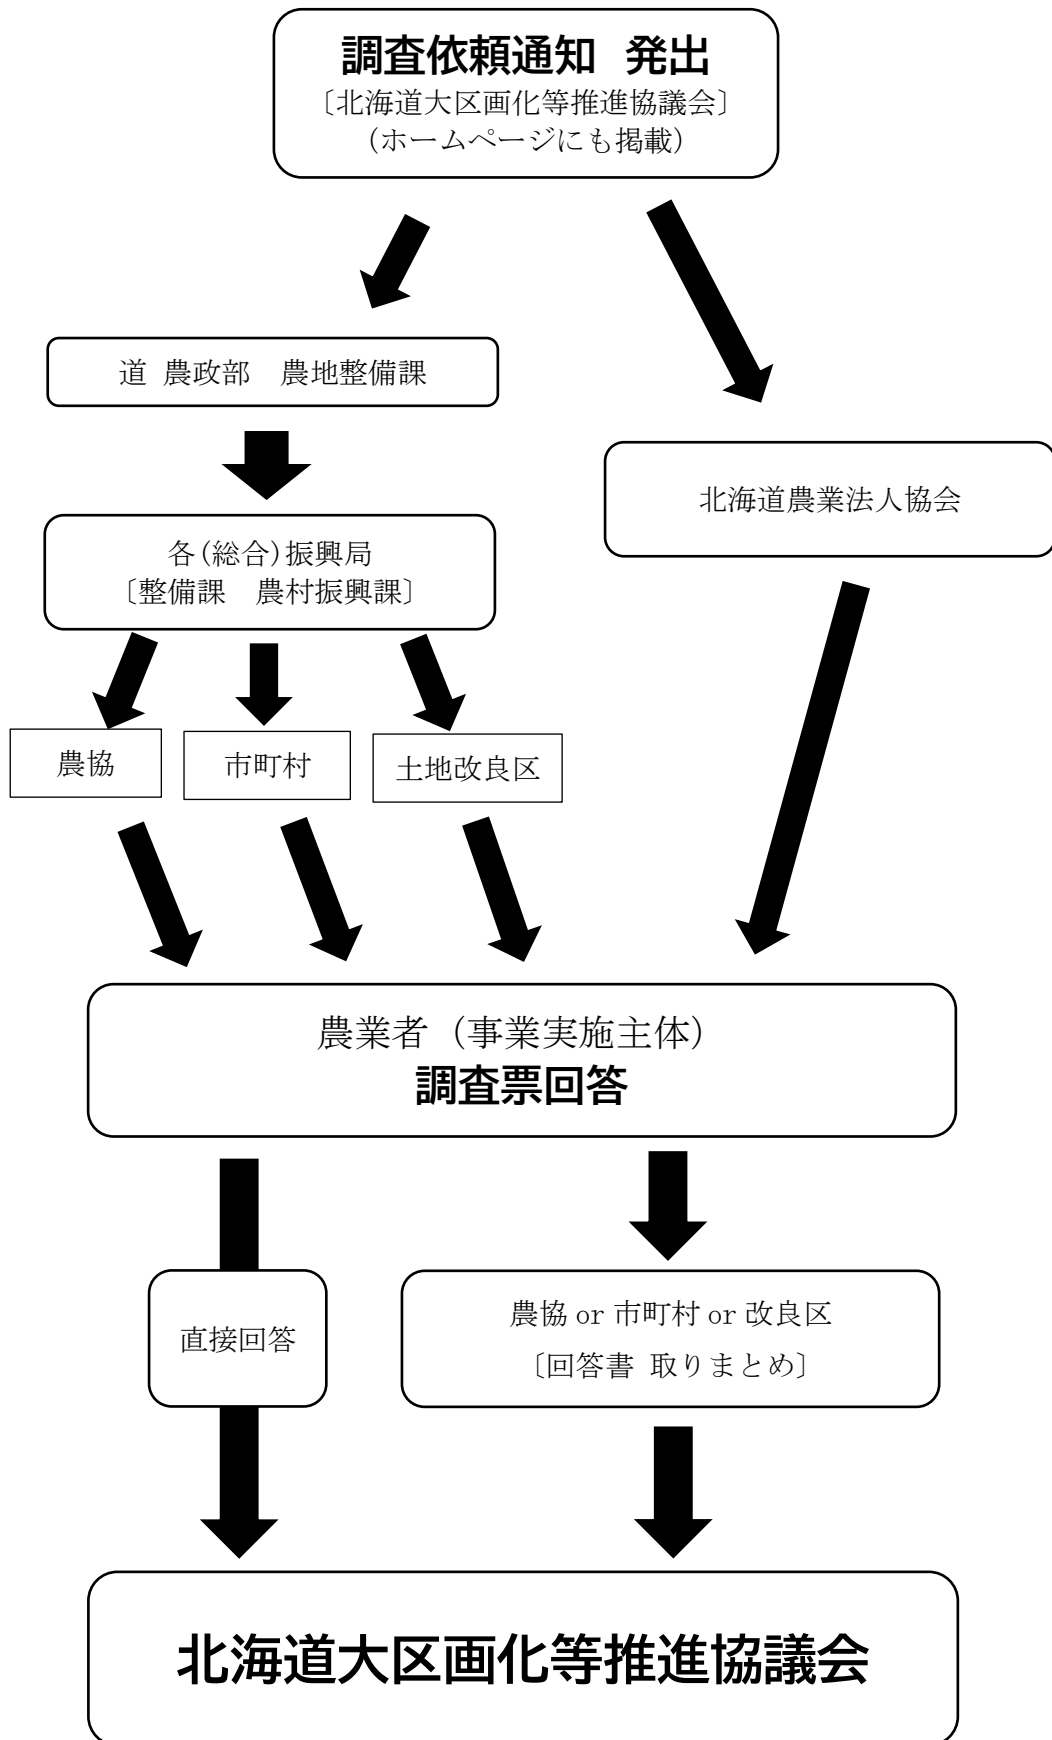 調査依頼通知 発出
〔北海道大区画化等推進協議会〕
(ホームページにも掲載)
道 農政部　農地整備課
北海道農業法人協会
各(総合)振興局
〔整備課　農村振興課〕
農協
市町村
土地改良区
農業者（事業実施主体）
調査票回答
直接回答
農協 or 市町村 or 改良区
〔回答書 取りまとめ〕
北海道大区画化等推進協議会